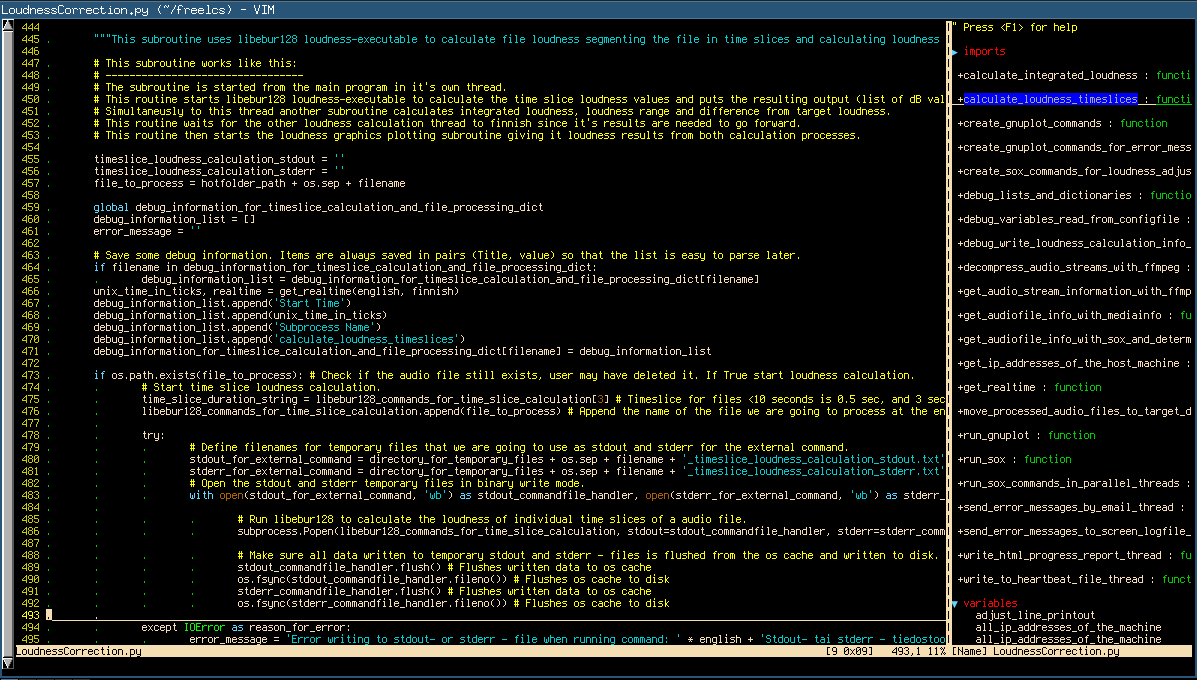 LoudnessCorrection.py (~/freelcs) - VIM
444
445 """This subroutine uses libebur128 loudness-executable to calculate file loudness segmenting the file in time slices and calculating loudness
446
447 # This subroutine works like this:
448 # ---------------------------------
449 # The subroutine is started from the main program in it's own thread.
450 # This routine starts libebur128 loudness-executable to calculate the time slice loudness values and puts the resulting output (list of dB val
451 # Simultaneusly to this thread another subroutine calculates integrated loudness, loudness range and difference from target loudness.
452 # This routine waits for the other loudness calculation thread to finnish since it's results are needed to go forward.
453 # This routine then starts the loudness graphics plotting subroutine giving it loudness results from both calculation processes.
454
455 timeslice_loudness_calculation_stdout = ''
456 timeslice_loudness_calculation_stderr = ''
457 file_to_process = hotfolder_path + os.sep + filename
458
459 global debug_information_for_timeslice_calculation_and_file_processing_dict
460 debug_information_list = []
461 error_message = ''
462
463 # Save some debug information. Items are always saved in pairs (Title, value) so that the list is easy to parse later.
464 if filename in debug_information_for_timeslice_calculation_and_file_processing_dict:
465 debug_information_list = debug_information_for_timeslice_calculation_and_file_processing_dict[filename]
466 unix_time_in_ticks, realtime = get_realtime(english, finnish)
467 debug_information_list.append('Start Time')
468 debug_information_list.append(unix_time_in_ticks)
469 debug_information_list.append('Subprocess Name')
470 debug_information_list.append('calculate_loudness_timeslices')
471 debug_information_for_timeslice_calculation_and_file_processing_dict[filename] = debug_information_list
472
473 if os.path.exists(file_to_process): # Check if the audio file still exists, user may have deleted it. If True start loudness calculation.
474 # Start time slice loudness calculation.
475 time_slice_duration_string = libebur128_commands_for_time_slice_calculation[3] # Timeslice for files <10 seconds is 0.5 sec, and 3 sec
476 libebur128_commands_for_time_slice_calculation.append(file_to_process) # Append the name of the file we are going to process at the en
477
478 try:
479 # Define filenames for temporary files that we are going to use as stdout and stderr for the external command.
480 stdout_for_external_command = directory_for_temporary_files + os.sep + filename + '_timeslice_loudness_calculation_stdout.txt'
481 stderr_for_external_command = directory_for_temporary_files + os.sep + filename + '_timeslice_loudness_calculation_stderr.txt'
482 # Open the stdout and stderr temporary files in binary write mode.
483 with open(stdout_for_external_command, 'wb') as stdout_commandfile_handler, open(stderr_for_external_command, 'wb') as stderr_
484
485 # Run libebur128 to calculate the loudness of individual time slices of a audio file.
486 subprocess.Popen(libebur128_commands_for_time_slice_calculation, stdout=stdout_commandfile_handler, stderr=stderr_comm
487
488 # Make sure all data written to temporary stdout and stderr - files is flushed from the os cache and written to disk.
489 stdout_commandfile_handler.flush() # Flushes written data to os cache
490 os.fsync(stdout_commandfile_handler.fileno()) # Flushes os cache to disk
491 stderr_commandfile_handler.flush() # Flushes written data to os cache
492 os.fsync(stderr_commandfile_handler.fileno()) # Flushes os cache to disk
493
494 except IOError as reason_for_error:
495 error_message = 'Error writing to stdout- or stderr - file when running command: ' * english + 'Stdout- tai stderr - tiedostoo
LoudnessCorrection.py [9 0x09] 493,1 11%
" Press <F1> for help
imports
+calculate_integrated_loudness : functi
+calculate_loudness_timeslices : functi
+create_gnuplot_commands : function
+create_gnuplot_commands_for_error_mess
+create_sox_commands_for_loudness_adjus
+debug_lists_and_dictionaries : functio
+debug_variables_read_from_configfile :
+debug_write_loudness_calculation_info_
+decompress_audio_streams_with_ffmpeg :
+get_audio_stream_information_with_ffmp
+get_audiofile_info_with_mediainfo : fu
+get_audiofile_info_with_sox_and_determ
+get_ip_addresses_of_the_host_machine :
+get_realtime : function
+move_processed_audio_files_to_target_d
+run_gnuplot : function
+run_sox : function
+run_sox_commands_in_parallel_threads :
+send_error_messages_by_email_thread :
+send_error_messages_to_screen_logfile_
+write_html_progress_report_thread : fu
+write_to_heartbeat_file_thread : funct
variables
adjust_line_printout
all_ip_addresses_of_the_machine
all_ip_addresses_of_the_machine
[Name] LoudnessCorrection.py